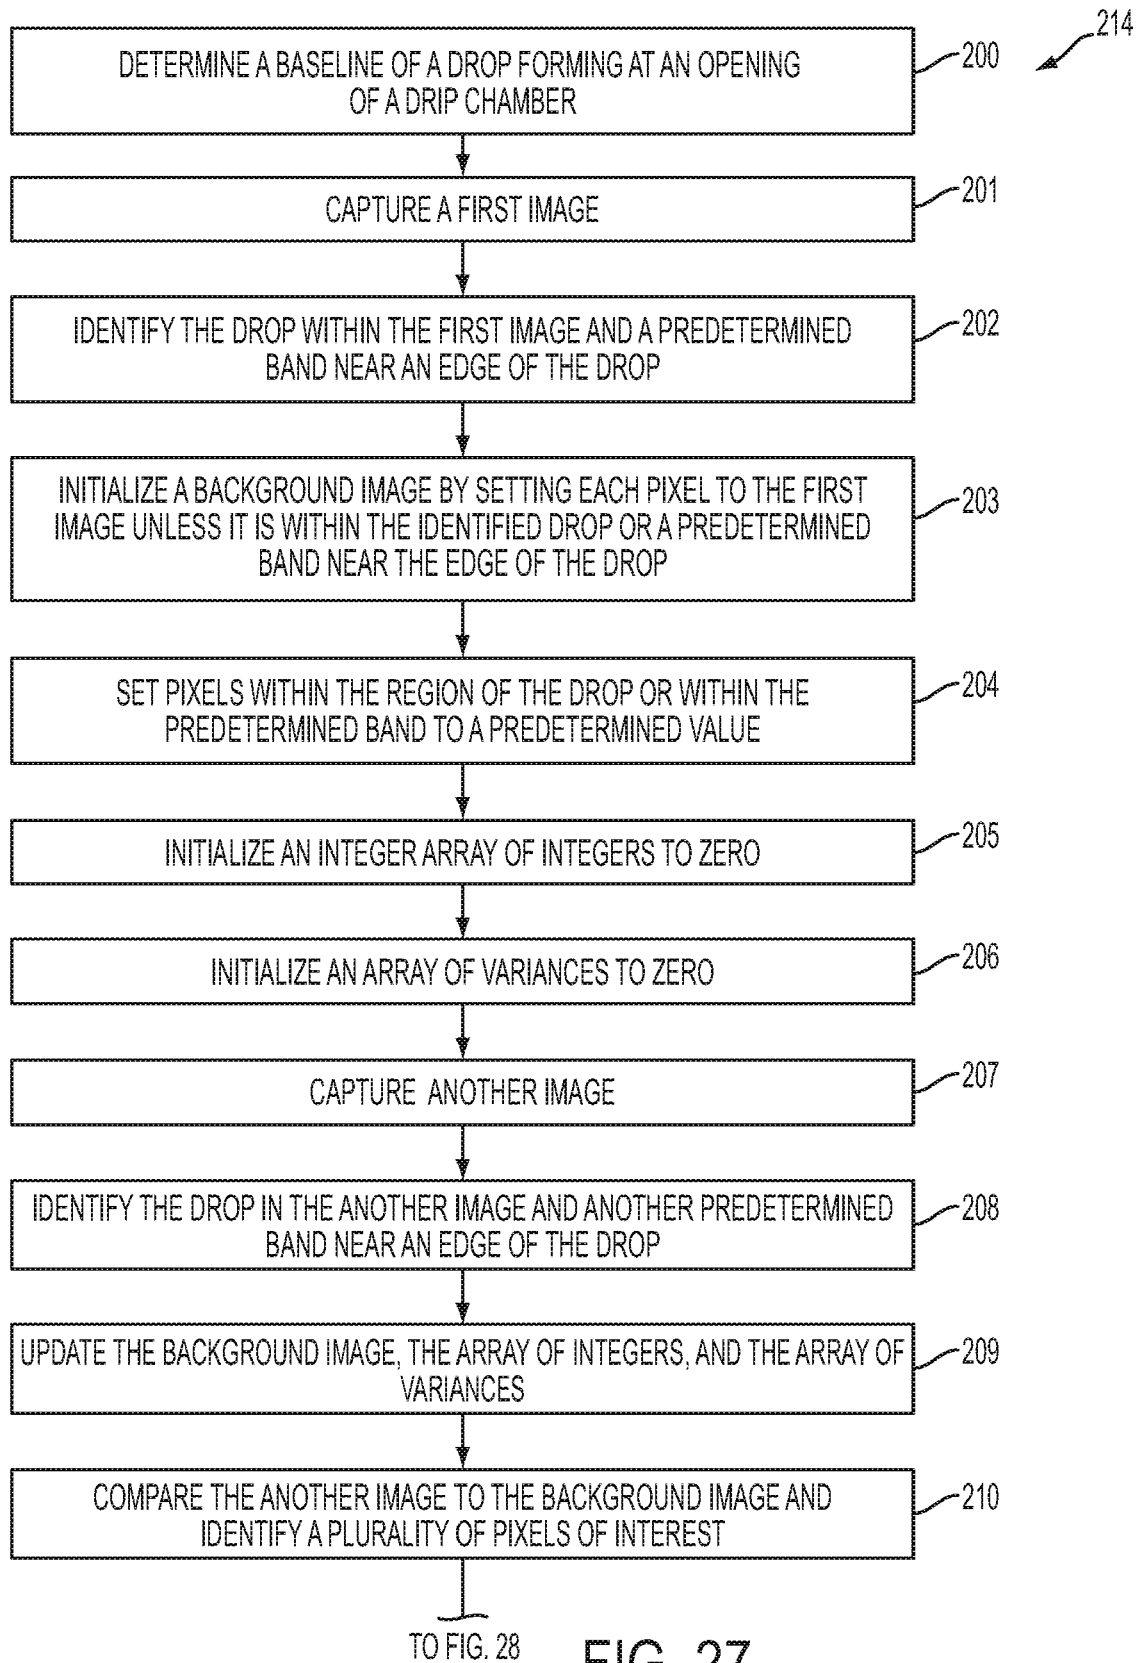 214
DETERMINE A BASELINE OF A DROP FORMING AT AN OPENING
OF A DRIP CHAMBER
200
CAPTURE A FIRST IMAGE
201
IDENTIFY THE DROP WITHIN THE FIRST IMAGE AND A PREDETERMINED
BAND NEAR AN EDGE OF THE DROP
202
INITIALIZE A BACKGROUND IMAGE BY SETTING EACH PIXEL TO THE FIRST
IMAGE UNLESS IT IS WITHIN THE IDENTIFIED DROP OR A PREDETERMINED
BAND NEAR THE EDGE OF THE DROP
203
SET PIXELS WITHIN THE REGION OF THE DROP OR WITHIN THE
PREDETERMINED BAND TO A PREDETERMINED VALUE
204
INITIALIZE AN INTEGER ARRAY OF INTEGERS TO ZERO
205
INITIALIZE AN ARRAY OF VARIANCES TO ZERO
206
CAPTURE ANOTHER IMAGE
207
IDENTIFY THE DROP IN THE ANOTHER IMAGE AND ANOTHER PREDETERMINED
BAND NEAR AN EDGE OF THE DROP
208
UPDATE THE BACKGROUND IMAGE, THE ARRAY OF INTEGERS, AND THE ARRAY OF
VARIANCES
209
COMPARE THE ANOTHER IMAGE TO THE BACKGROUND IMAGE AND
IDENTIFY A PLURALITY OF PIXELS OF INTEREST
210
TO FIG. 28
FIG. 27